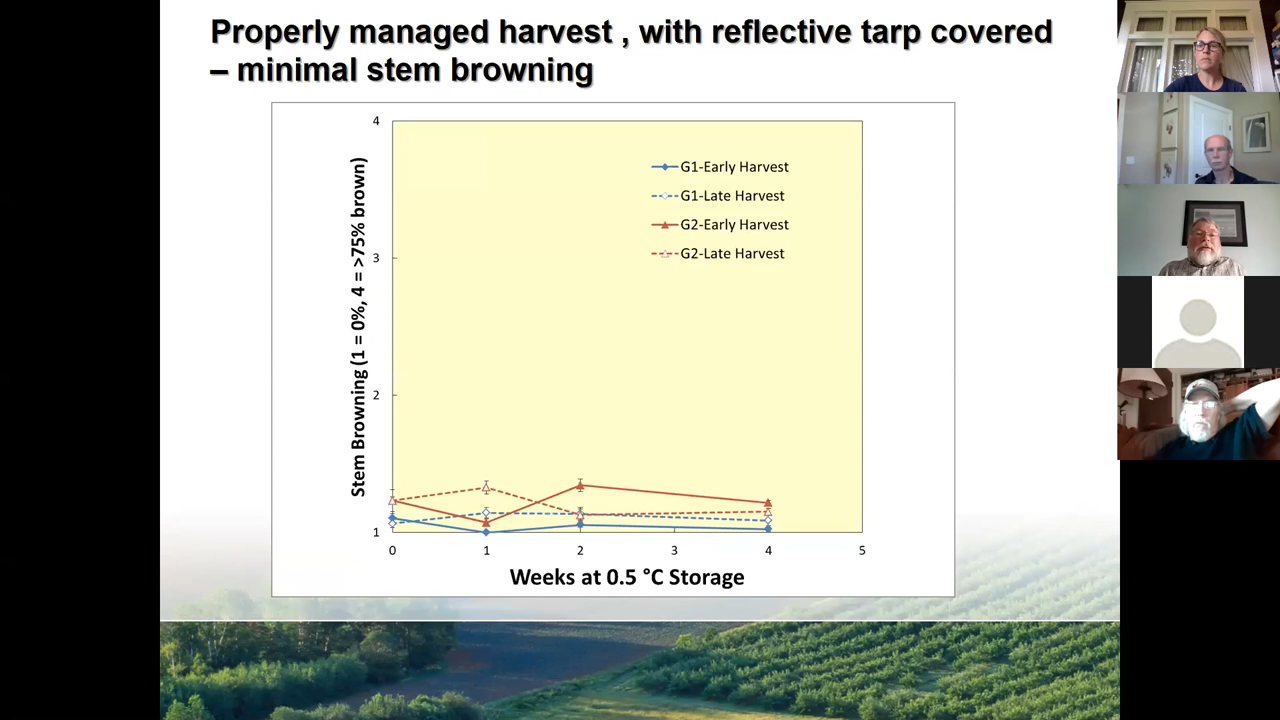 Properly managed harvest , with reflective tarp covered
– minimal stem browning
4
3
2
1
Stem Browning (1 = 0%, 4 = >75% brown)
G1-Early Harvest
G1-Late Harvest
G2-Early Harvest
G2-Late Harvest
0 1 2 3 4 5
Weeks at 0.5 °C Storage